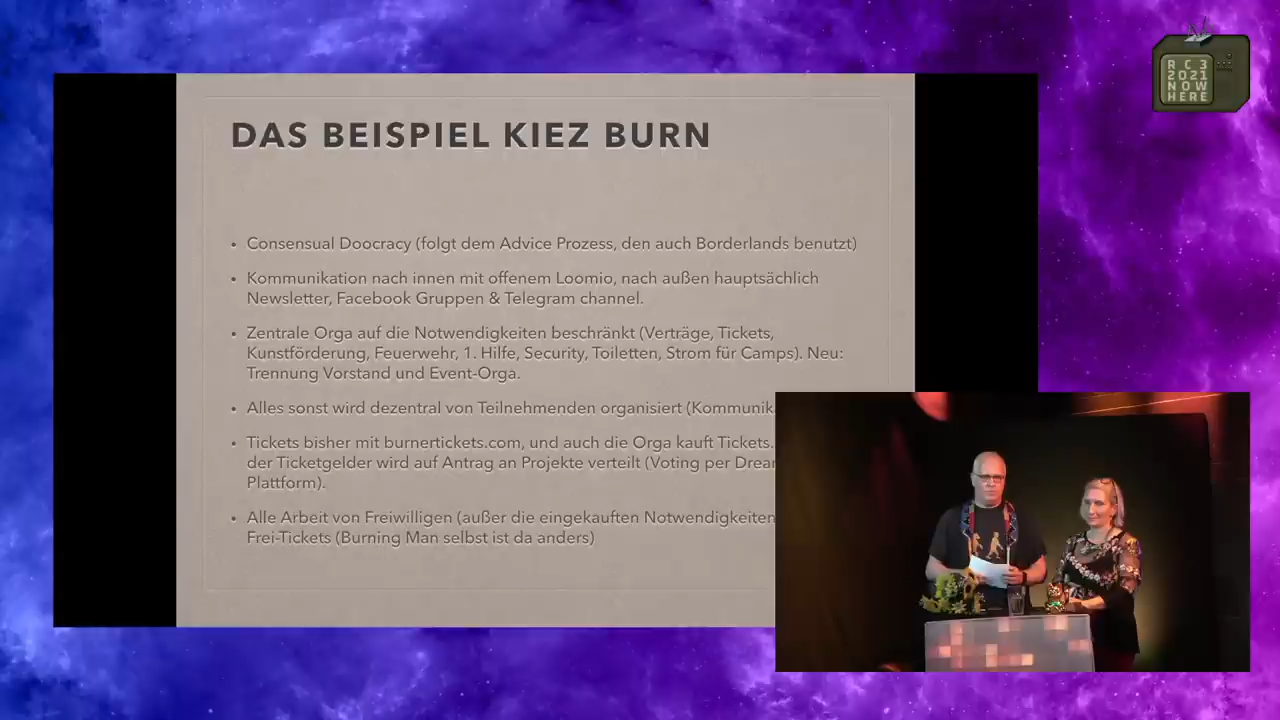 R C 3
2021
NOW
HERE
DAS BEISPIEL KIEZ BURN
• Consensual Doocracy (folgt dem Advice Prozess, den auch Borderlands benutzt)
• Kommunikation nach innen mit offenem Loomio, nach außen hauptsächlich
Newsletter, Facebook Gruppen & Telegram channel.
• Zentrale Orga auf die Notwendigkeiten beschränkt (Verträge, Tickets,
Kunstförderung, Feuerwehr, 1. Hilfe, Security, Toiletten, Strom für Camps). Neu:
Trennung Vorstand und Event-Orga.
• Alles sonst wird dezentral von Teilnehmenden organisiert
• Tickets bisher mit burnertickets.com, und auch die Orga kauft Tickets.
der Ticketgelder wird auf Antrag an Projekte verteilt (Voting per
Plattform).
• Alle Arbeit von Freiwilligen (außer die eingekauften Notwendigkeiten
Frei-Tickets (Burning Man selbst ist da anders)